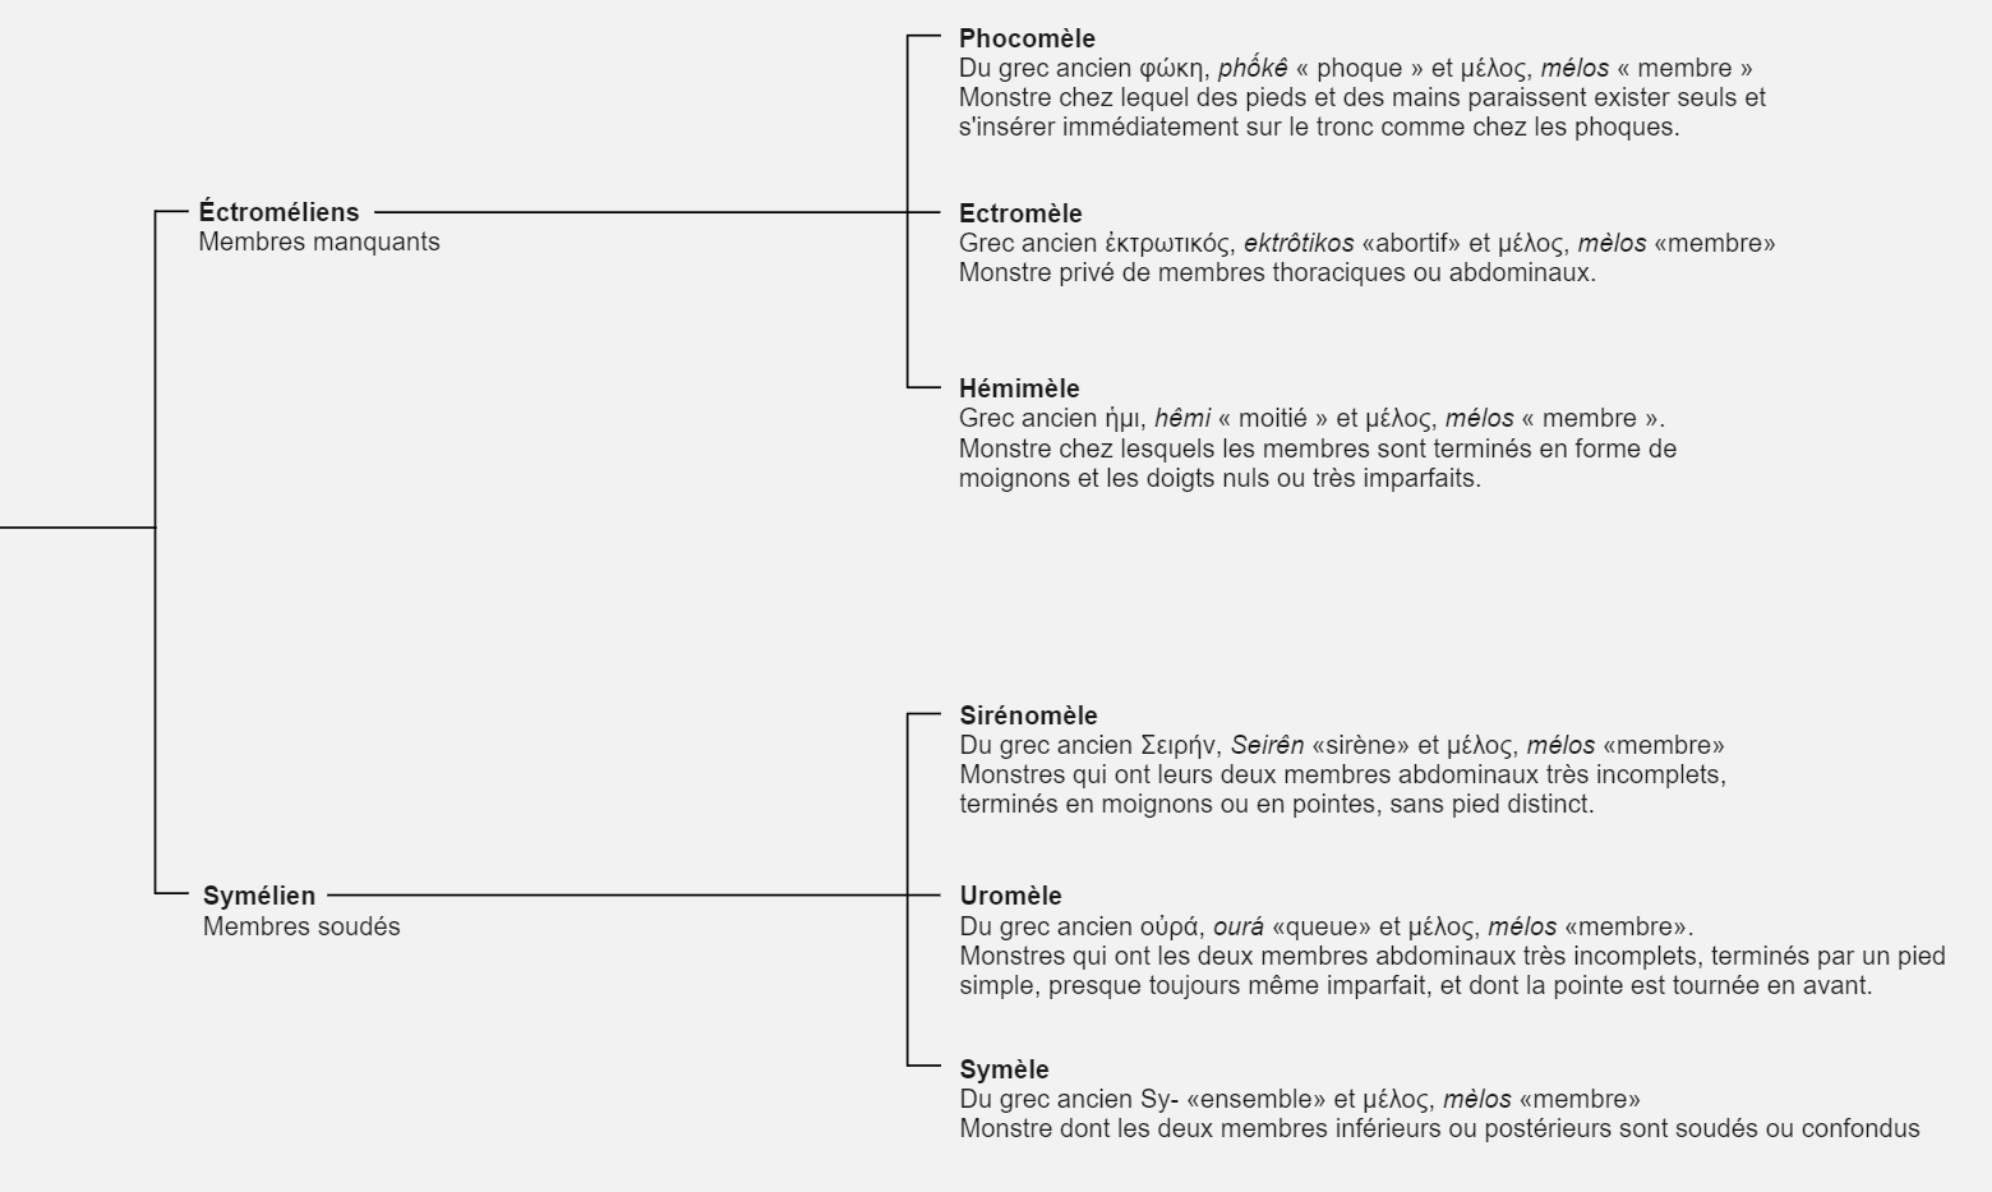 Phocomèle
Du grec ancien φώκη, phốkê « phoque » et μέλος, mélos « membre »
Monstre chez lequel des pieds et des mains paraissent exister seuls et
s'insérer immédiatement sur le tronc comme chez les phoques.
Éctroméliens
Membres manquants
Ectromèle
Grec ancien ἐκτρωτικός, ektrôtikos «abortif» et μέλος, mèlos «membre»
Monstre privé de membres thoraciques ou abdominaux.
Hémimèle
Grec ancien ἡμι, hêmi « moitié » et μέλος, mélos « membre ».
Monstre chez lesquels les membres sont terminés en forme de
moignons et les doigts nuls ou très imparfaits.
Sirénomèle
Du grec ancien Σειρήν, Seirên «sirène» et μέλος, mélos «membre»
Monstres qui ont leurs deux membres abdominaux très incomplets,
terminés en moignons ou en pointes, sans pied distinct.
Symélien
Membres soudés
Uromèle
Du grec ancien οὐρά, ourá «queue» et μέλος, mélos «membre».
Monstres qui ont les deux membres abdominaux très incomplets, terminés par un pied
simple, presque toujours même imparfait, et dont la pointe est tournée en avant.
Symèle
Du grec ancien Sy- «ensemble» et μέλος, mèlos «membre»
Monstre dont les deux membres inférieurs ou postérieurs sont soudés ou confondus